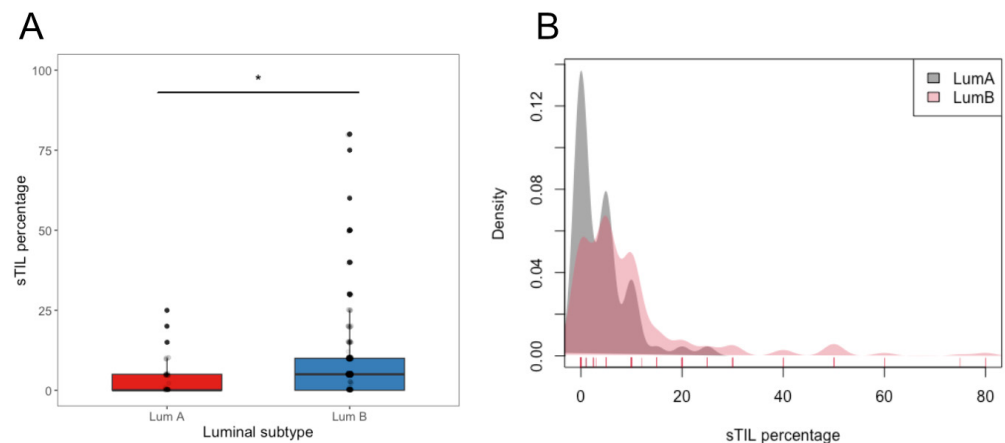 A
100
75
50
25
0
sTIL percentage
*
Lum A
Lum B
Luminal subtype
B
LumA
LumB
0.12
0.08
0.04
0.00
Density
0
20
40
60
80
sTIL percentage